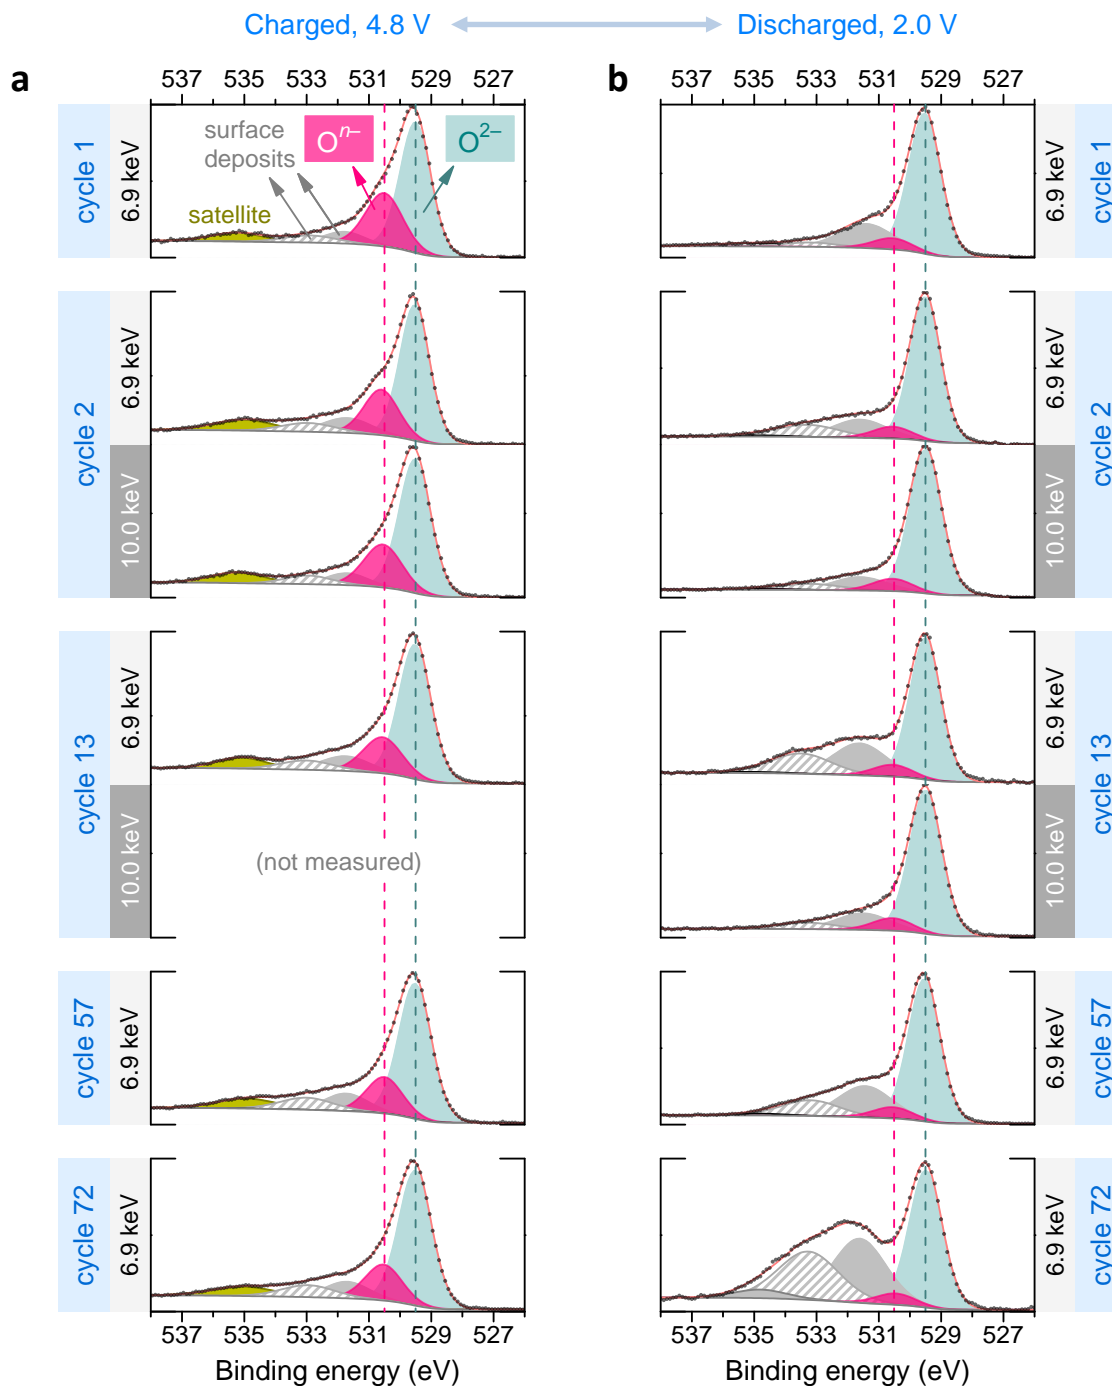 Charged, 4.8 V
Discharged, 2.0 V
a
537 535 533 531 529 527
b
537 535 533 531 529 527
cycle 1
6.9 keV
surface
deposits
Oⁿ⁻
O²⁻
satellite
6.9 keV
cycle 1
cycle 2
6.9 keV
10.0 keV
6.9 keV
10.0 keV
cycle 2
cycle 13
6.9 keV
10.0 keV
(not measured)
6.9 keV
10.0 keV
cycle 13
cycle 57
6.9 keV
6.9 keV
cycle 57
cycle 72
6.9 keV
6.9 keV
cycle 72
537 535 533 531 529 527
537 535 533 531 529 527
Binding energy (eV)
Binding energy (eV)